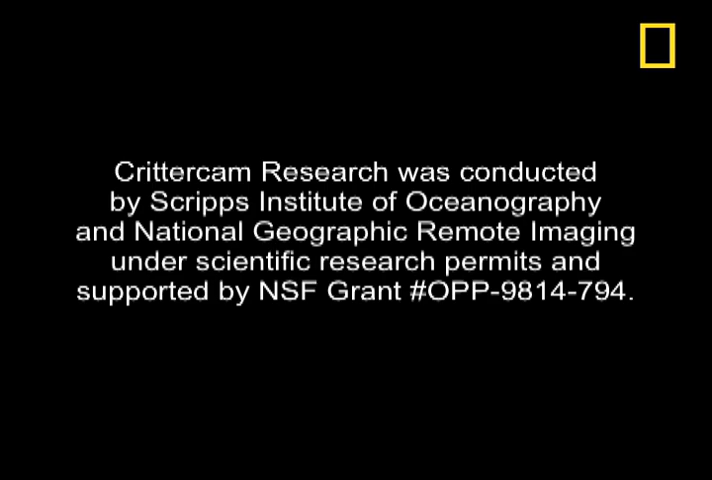 Crittercam Research was conducted
by Scripps Institute of Oceanography
and National Geographic Remote Imaging
under scientific research permits and
supported by NSF Grant #OPP-9814-794.